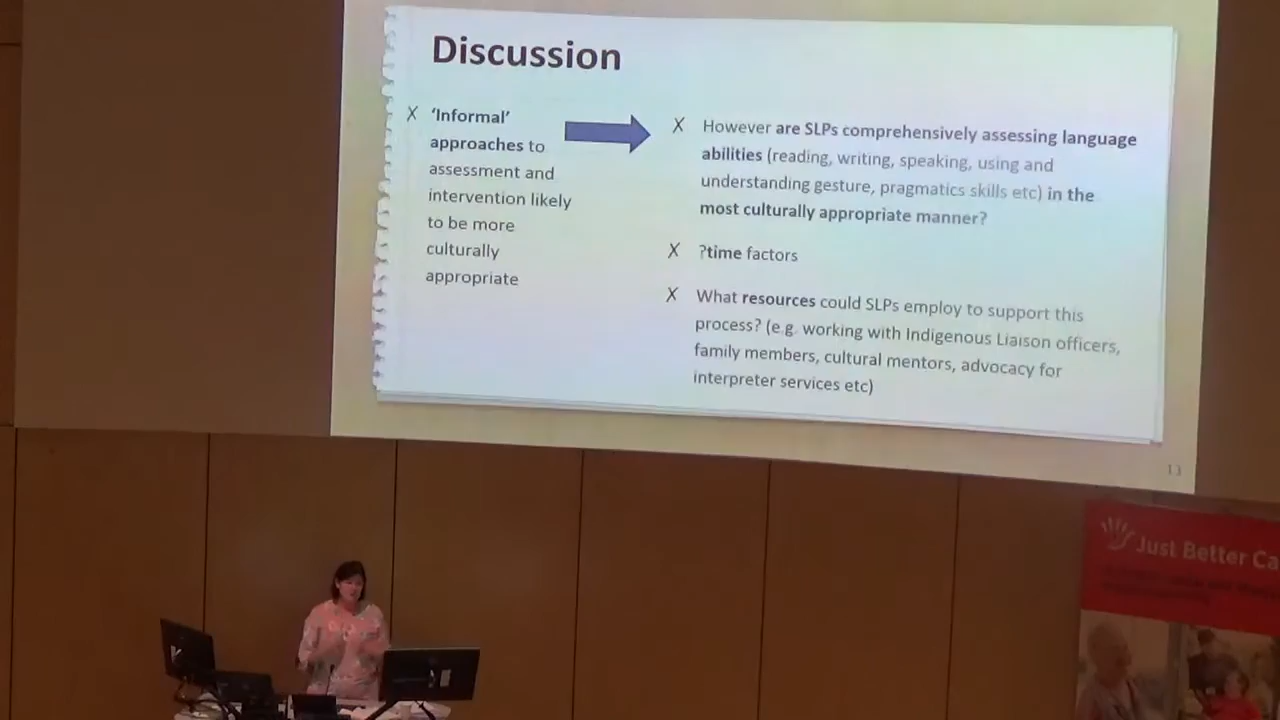 Discussion
X 'Informal'
approaches to
assessment and
intervention likely
to be more
culturally
appropriate
X However are SLPs comprehensively assessing language
abilities (reading, writing, speaking, using and
understanding gesture, pragmatics skills etc) in the
most culturally appropriate manner?
X ?time factors
X What resources could SLPs employ to support this
process? (e.g. working with Indigenous Liaison officers,
family members, cultural mentors, advocacy for
interpreter services etc)
13
Just Better Ca